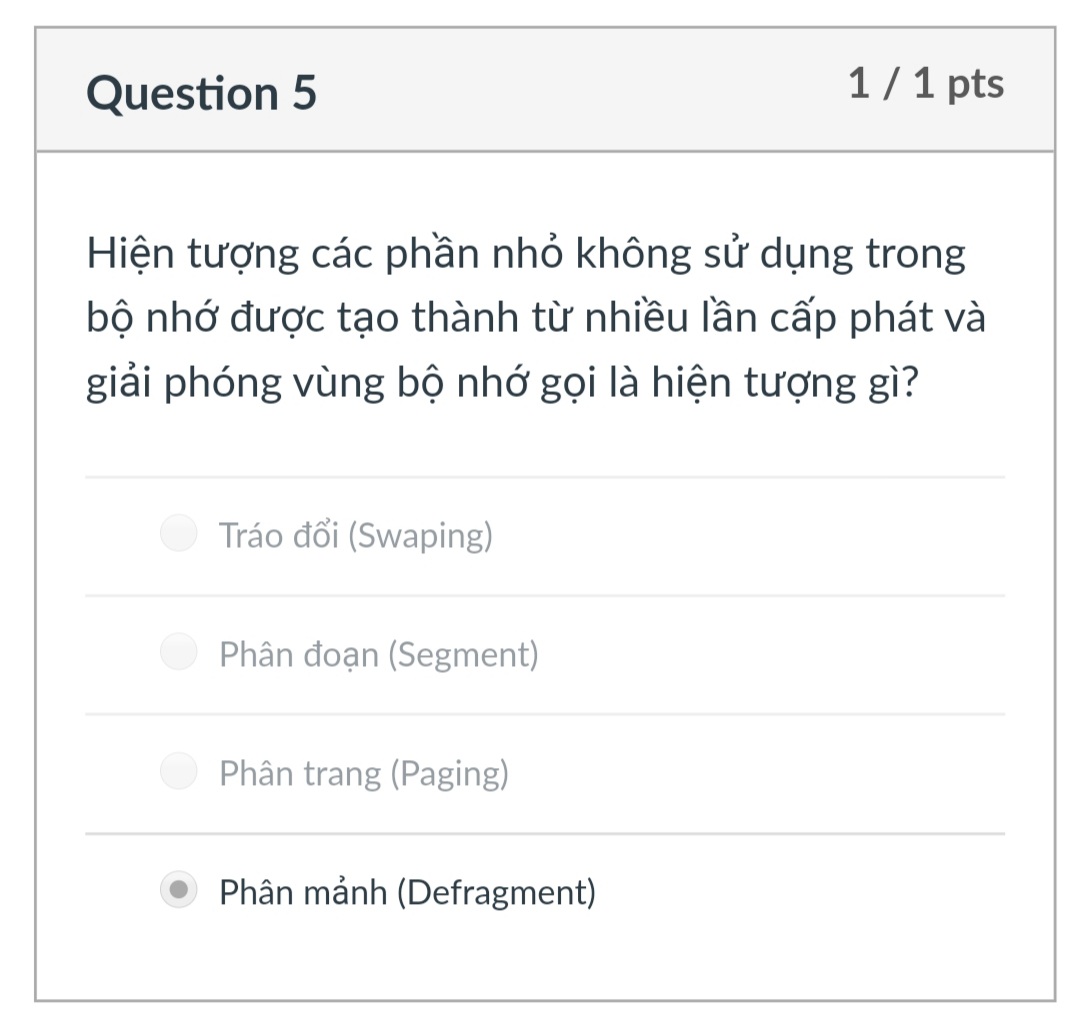 Question 5
1 / 1 pts
Hiện tượng các phần nhỏ không sử dụng trong
bộ nhớ được tạo thành từ nhiều lần cấp phát và
giải phóng vùng bộ nhớ gọi là hiện tượng gì?
Tráo đổi (Swaping)
Phân đoạn (Segment)
Phân trang (Paging)
Phân mảnh (Defragment)